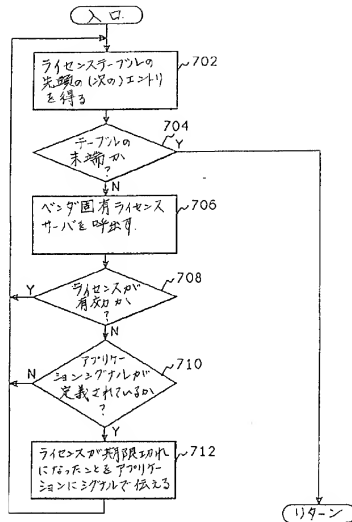 入口
ライセンステーブルの
先頭の(次の)エントリ
を得る
702
704
テーブルの
末端か
?
Y
N
ベンダ固有ライセンス
サーバを呼出す
706
708
ライセンスが
有効か
?
Y
N
アプリケー
ションシグナルが
定義されているか
?
710
N
Y
ライセンスが期限切れ
になったことをアプリケー
ションにシグナルで伝える
712
リターン